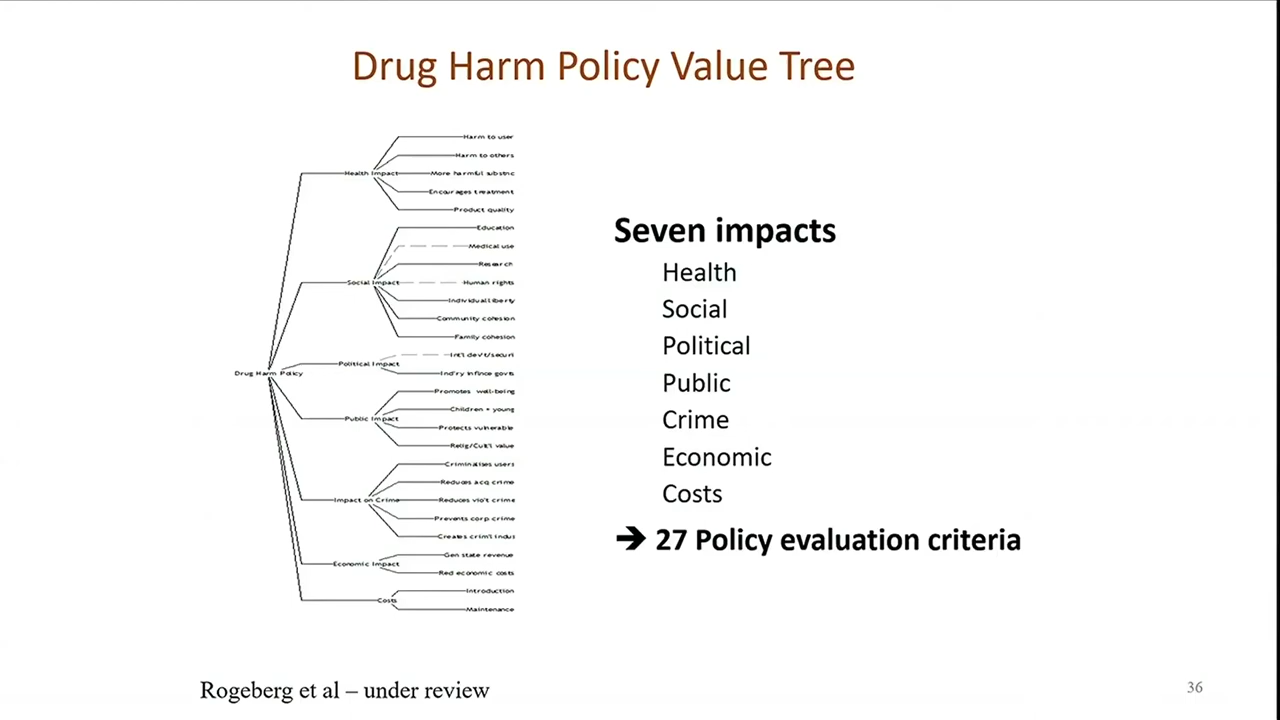 Drug Harm Policy Value Tree
Harm to user
Harm to others
Health Impact
More harmful substnc
Encourages treatment
Product quality
Education
Medical use
Research
Social Impact
Human rights
Individual liberty
Community cohesion
Family cohesion
Political Impact
Int'l dev't/securi
Drug Harm Policy
Ind'ry infince govts
Promotes well-being
Public Impact
Children + young
Protects vulnerable
Relig/Cult'l value
Criminalises users
Reduces acq crime
Impact on Crime
Reduces vio't crime
Prevents corp crime
Creates crim'l indus
Economic Impact
Gen state revenue
Red economic costs
Costs
Introduction
Maintenance
Seven impacts
Health
Social
Political
Public
Crime
Economic
Costs
➔ 27 Policy evaluation criteria
Rogeberg et al – under review
36